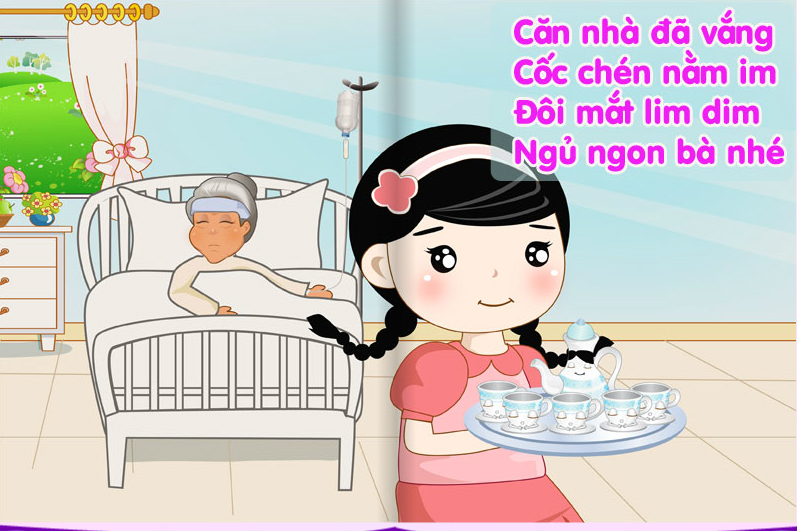 Căn nhà đã vắng
Cốc chén nằm im
Đôi mắt lim dim
Ngủ ngon bà nhé